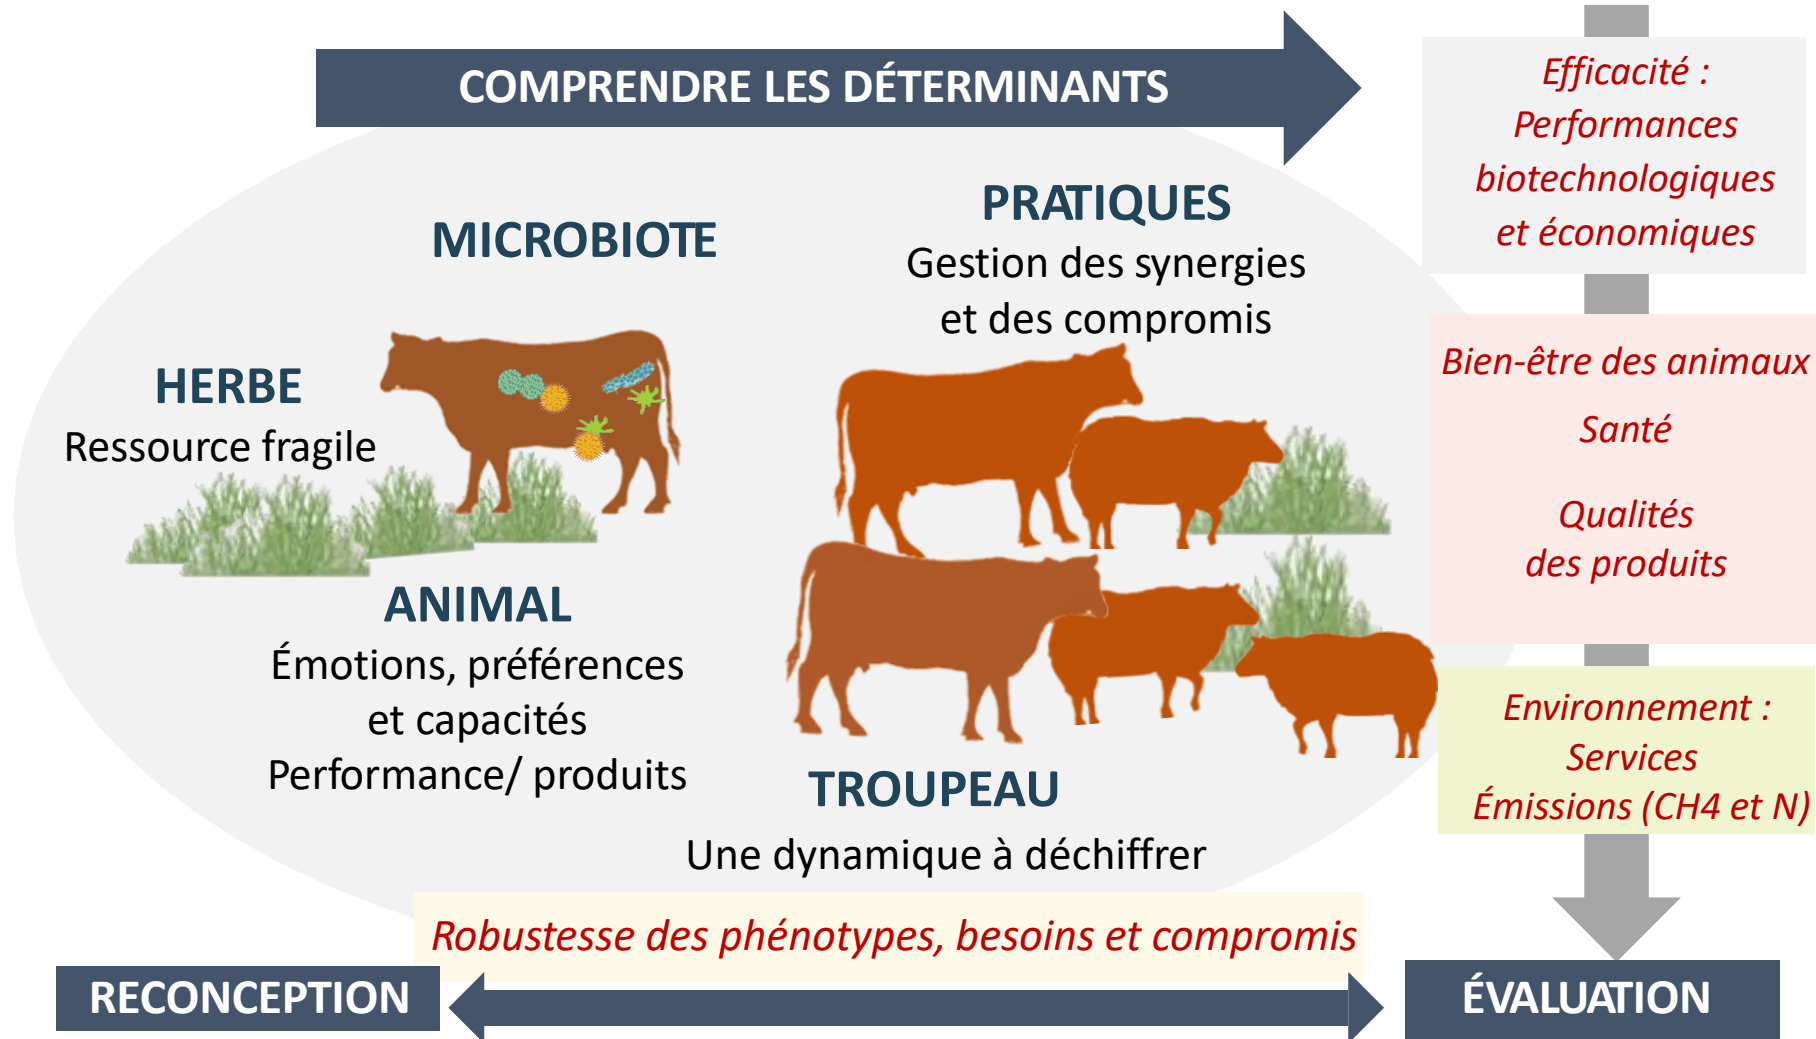 COMPRENDRE LES DÉTERMINANTS
MICROBIOTE
PRATIQUES
Gestion des synergies
et des compromis
HERBE
Ressource fragile
ANIMAL
Émotions, préférences
et capacités
Performance/ produits
TROUPEAU
Une dynamique à déchiffrer
Robustesse des phénotypes, besoins et compromis
RECONCEPTION
Efficacité :
Performances
biotechnologiques
et économiques
Bien-être des animaux
Santé
Qualités
des produits
Environnement :
Services
Émissions (CH4 et N)
ÉVALUATION